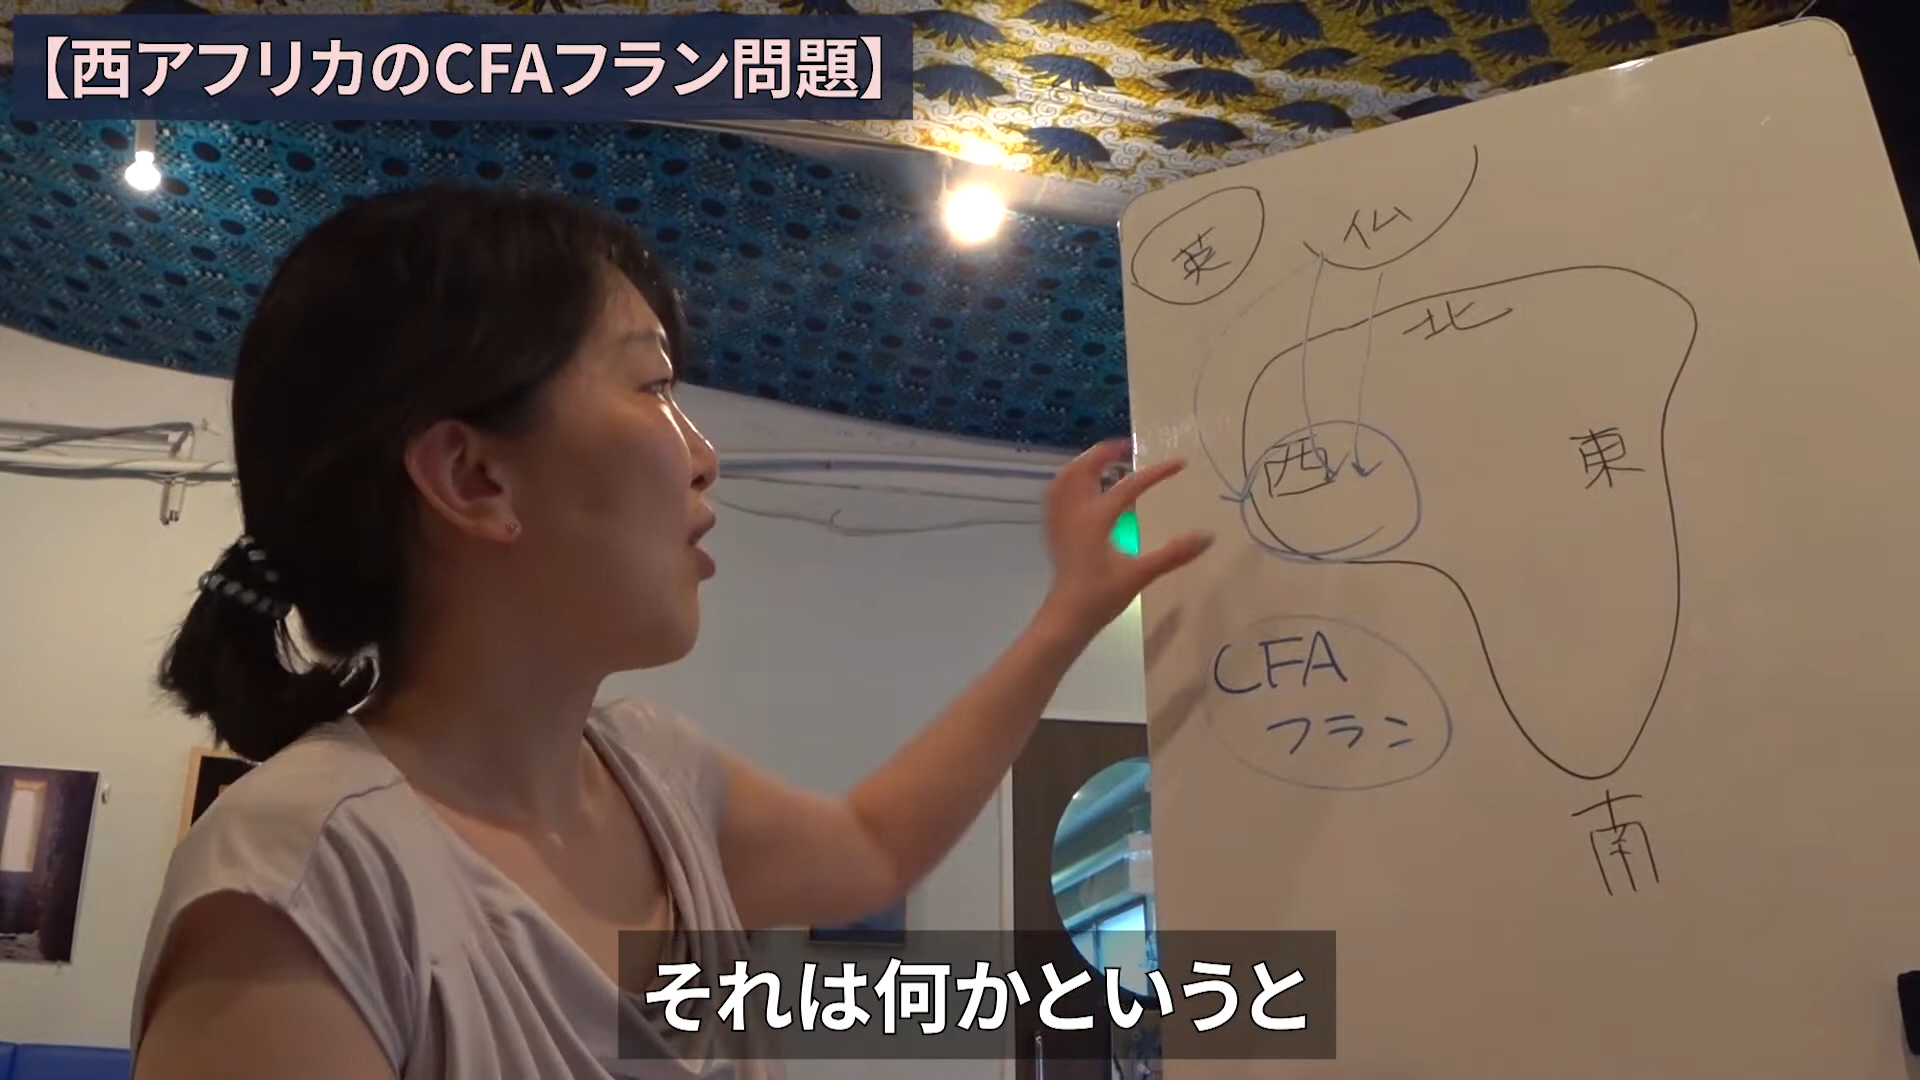 【西アフリカのCFAフラン問題】
英
仏
北
西
東
CFA
フラン
南
それは何かというと